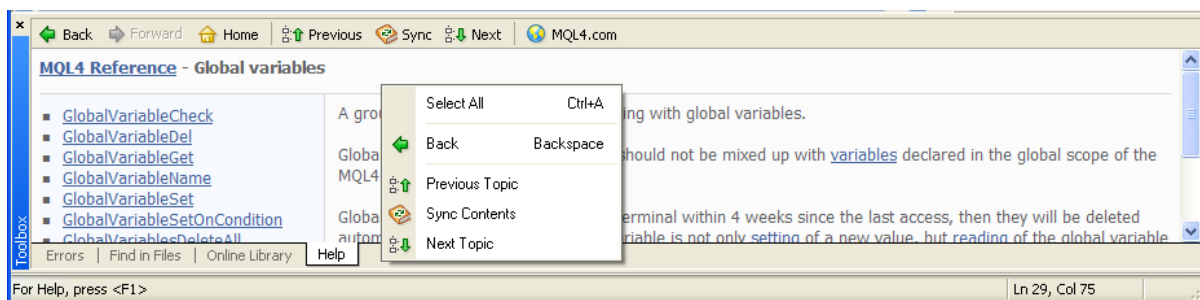 Back Forward Home Previous Sync Next MQL4.com
MQL4 Reference - Global variables
GlobalVariableCheck
GlobalVariableDel
GlobalVariableGet
GlobalVariableName
GlobalVariableSet
GlobalVariableSetOnCondition
GlobalVariablesDeleteAll
A grou
ing with global variables.
Globa
should not be mixed up with variables declared in the global scope of the
MQL4
Globa
erminal within 4 weeks since the last access, then they will be deleted
autom
riable is not only setting of a new value, but reading of the global variable
Select All Ctrl+A
Back Backspace
Previous Topic
Sync Contents
Next Topic
Toolbox
Errors | Find in Files | Online Library Help
For Help, press <F1> Ln 29, Col 75